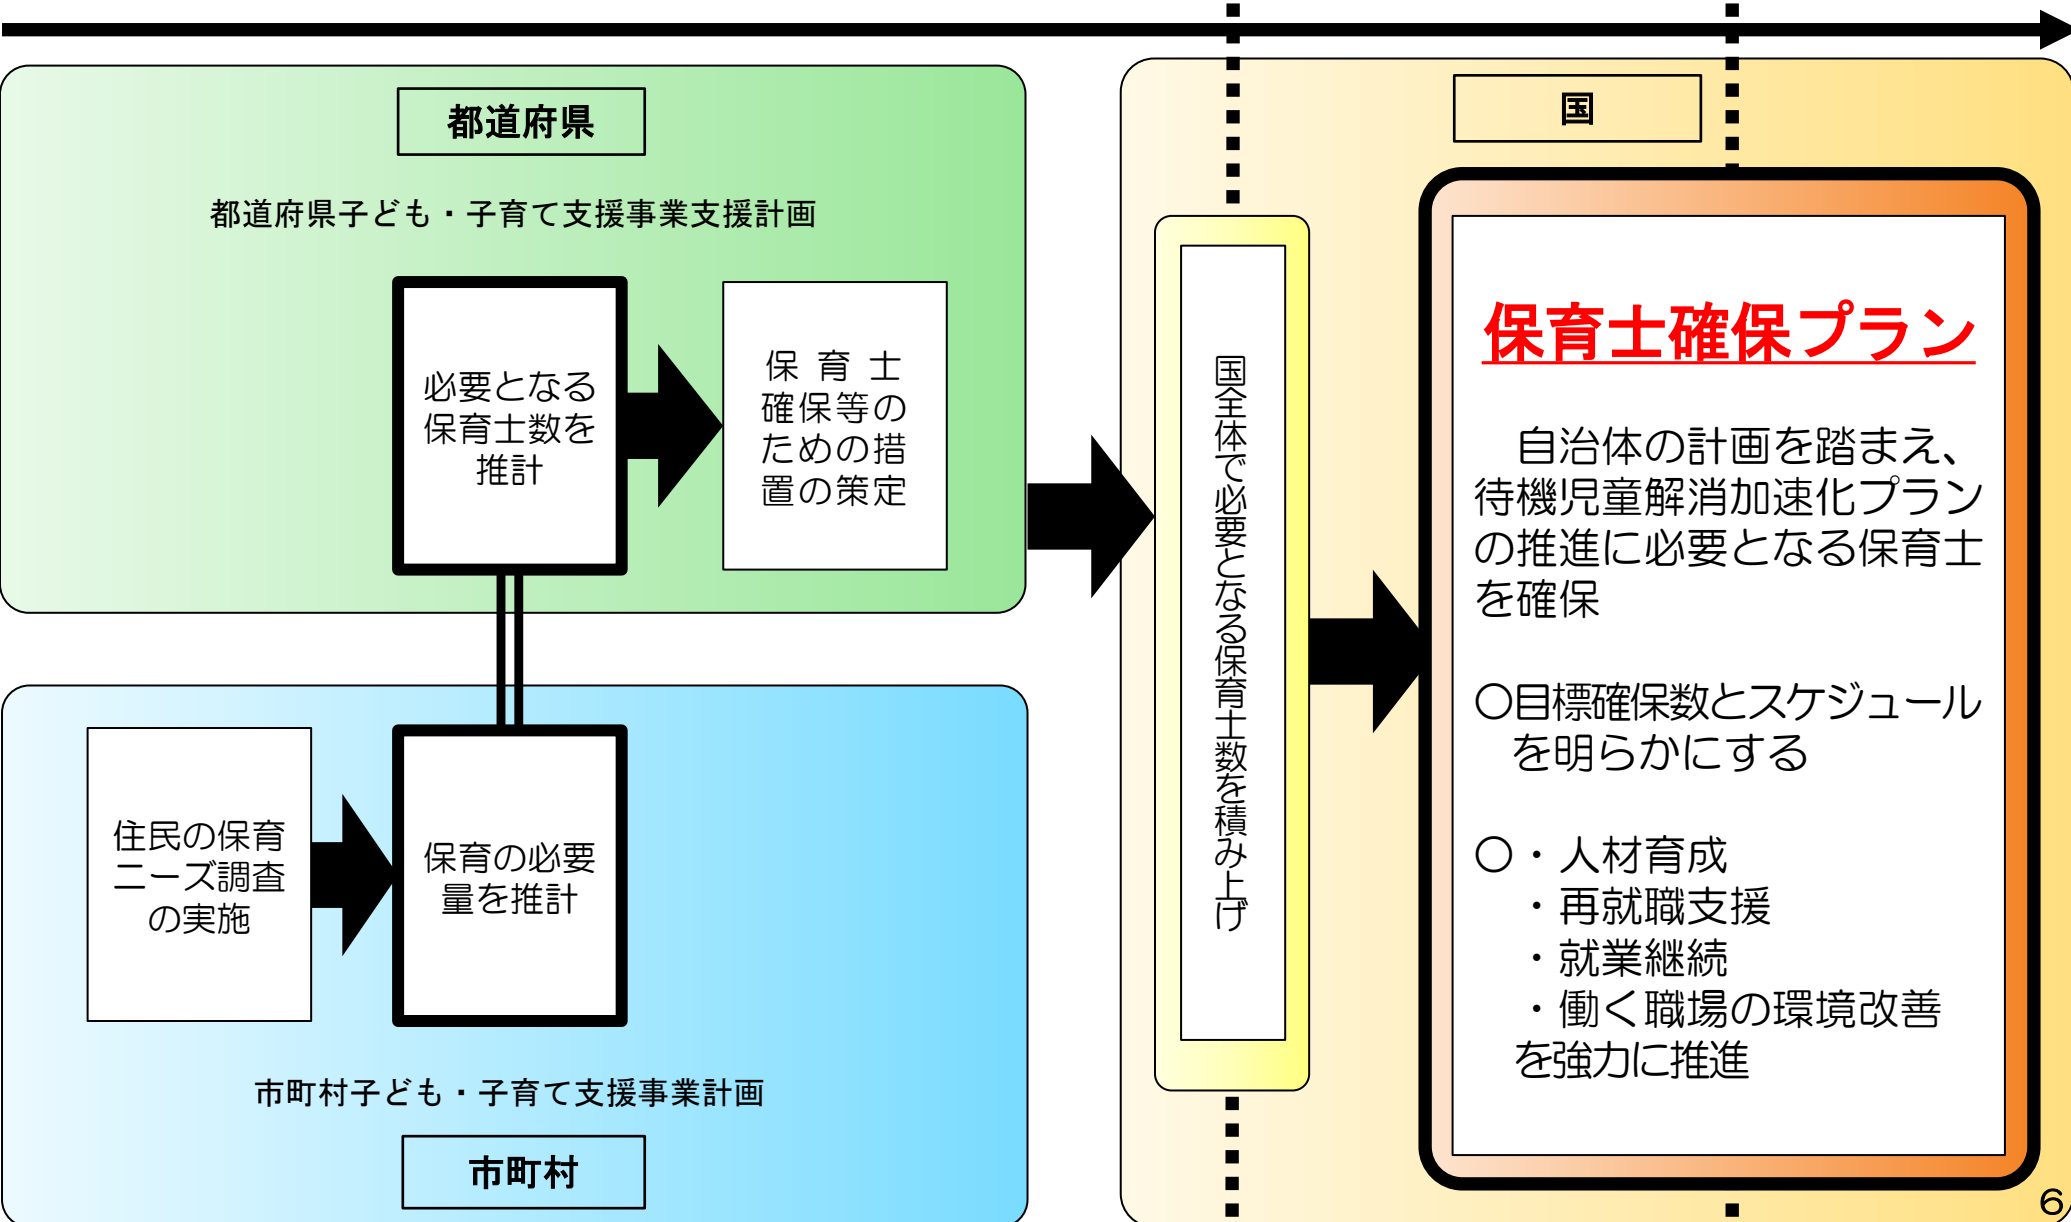 都道府県
都道府県子ども・子育て支援事業支援計画
必要となる
保育士数を
推計
保育士
確保等の
ための措
置の策定
住民の保育
ニーズ調査
の実施
保育の必要
量を推計
市町村子ども・子育て支援事業計画
市町村
国
国全体で必要となる保育士数を積み上げ
保育士確保プラン
自治体の計画を踏まえ、
待機児童解消加速化プラン
の推進に必要となる保育士
を確保
○目標確保数とスケジュール
を明らかにする
○・人材育成
・再就職支援
・就業継続
・働く職場の環境改善
を強力に推進
6